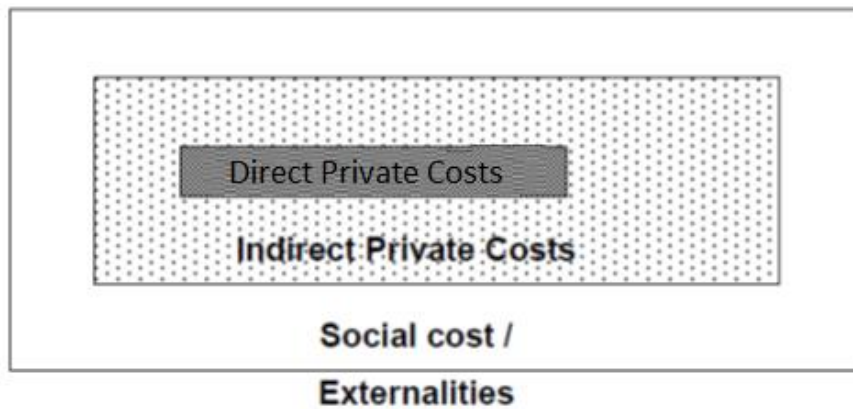 Direct Private Costs
Indirect Private Costs
Social cost /
Externalities